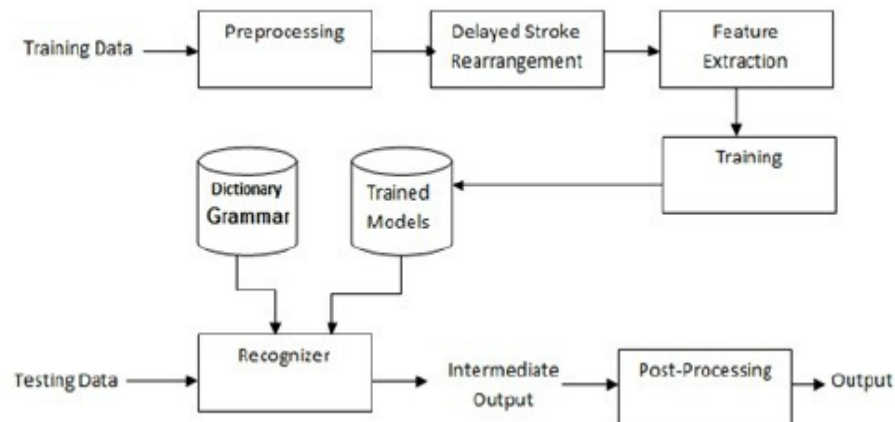 Training Data
Preprocessing
Delayed Stroke
Rearrangement
Feature
Extraction
Training
Dictionary
Grammar
Trained
Models
Testing Data
Recognizer
Intermediate
Output
Post-Processing
Output